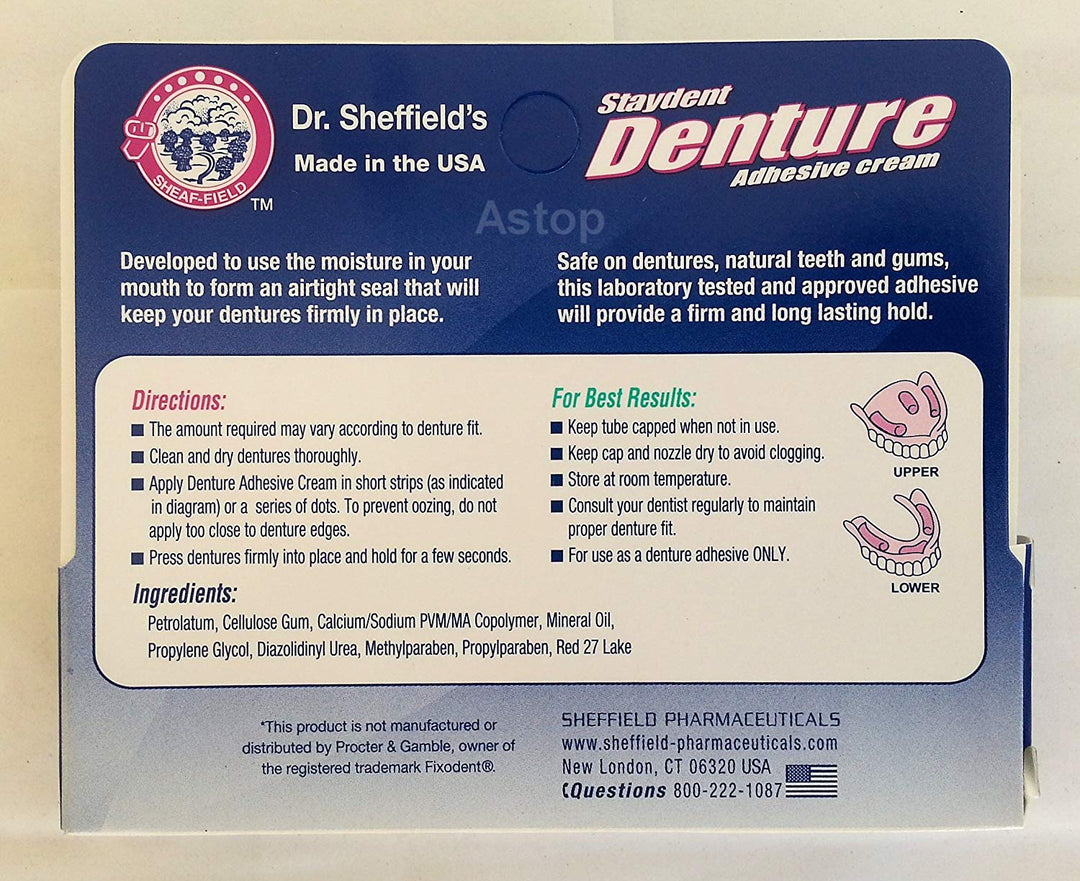 SHEAF-FIELD
TM
Dr. Sheffield's
Made in the USA
Staydent
Denture
Adhesive cream
Astop
Developed to use the moisture in your
mouth to form an airtight seal that will
keep your dentures firmly in place.
Safe on dentures, natural teeth and gums,
this laboratory tested and approved adhesive
will provide a firm and long lasting hold.
Directions:
■ The amount required may vary according to denture fit.
■ Clean and dry dentures thoroughly.
■ Apply Denture Adhesive Cream in short strips (as indicated
in diagram) or a series of dots. To prevent oozing, do not
apply too close to denture edges.
■ Press dentures firmly into place and hold for a few seconds.
For Best Results:
■ Keep tube capped when not in use.
■ Keep cap and nozzle dry to avoid clogging.
■ Store at room temperature.
■ Consult your dentist regularly to maintain
proper denture fit.
■ For use as a denture adhesive ONLY.
UPPER
LOWER
Ingredients:
Petrolatum, Cellulose Gum, Calcium/Sodium PVM/MA Copolymer, Mineral Oil,
Propylene Glycol, Diazolidinyl Urea, Methylparaben, Propylparaben, Red 27 Lake
*This product is not manufactured or
distributed by Procter & Gamble, owner of
the registered trademark Fixodent®.
SHEFFIELD PHARMACEUTICALS
www.sheffield-pharmaceuticals.com
New London, CT 06320 USA
(Questions 800-222-1087